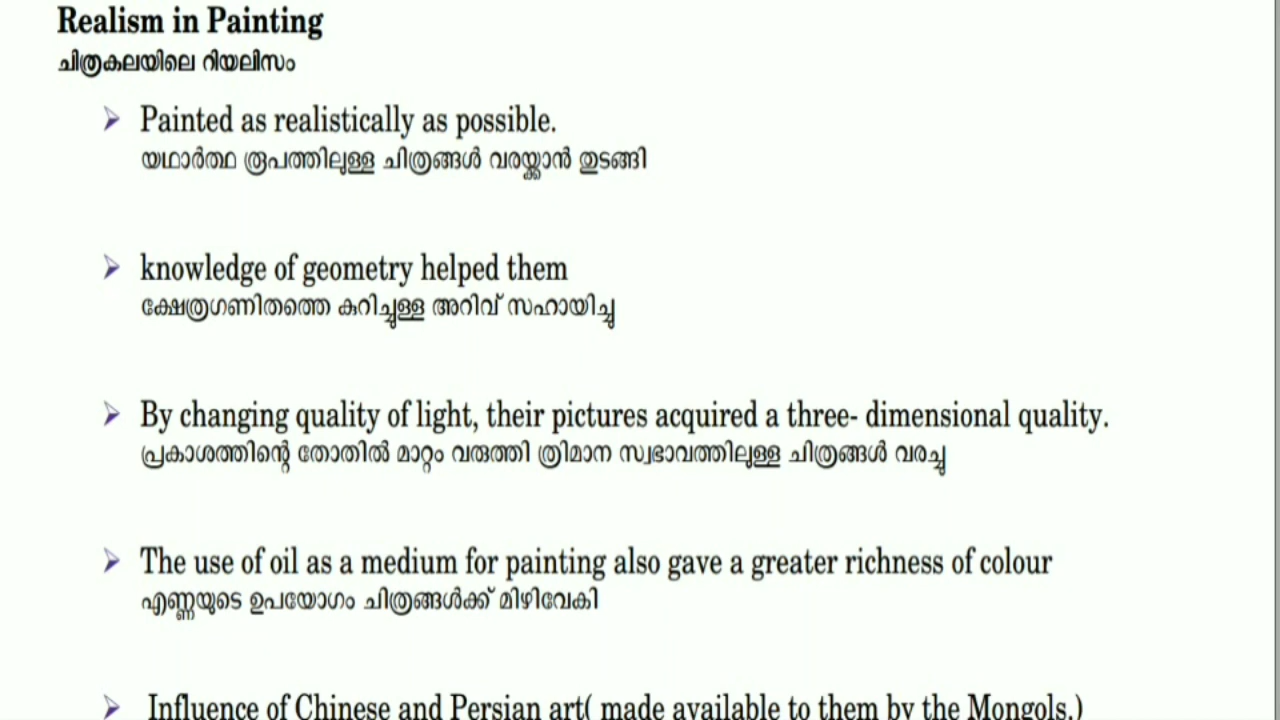 Realism in Painting
ചിത്രകലയിലെ റിയലിസം
Painted as realistically as possible.
യഥാർത്ഥ രൂപത്തിലുള്ള ചിത്രങ്ങൾ വരയ്ക്കാൻ തുടങ്ങി
knowledge of geometry helped them
ക്ഷേത്രഗണിതത്തെ കുറിച്ചുള്ള അറിവ് സഹായിച്ചു
By changing quality of light, their pictures acquired a three- dimensional quality.
പ്രകാശത്തിന്റെ തോതിൽ മാറ്റം വരുത്തി ത്രിമാന സ്വഭാവത്തിലുള്ള ചിത്രങ്ങൾ വരച്ചു
The use of oil as a medium for painting also gave a greater richness of colour
എണ്ണയുടെ ഉപയോഗം ചിത്രങ്ങൾക്ക് മിഴിവേകി
Influence of Chinese and Persian art( made available to them by the Mongols.)